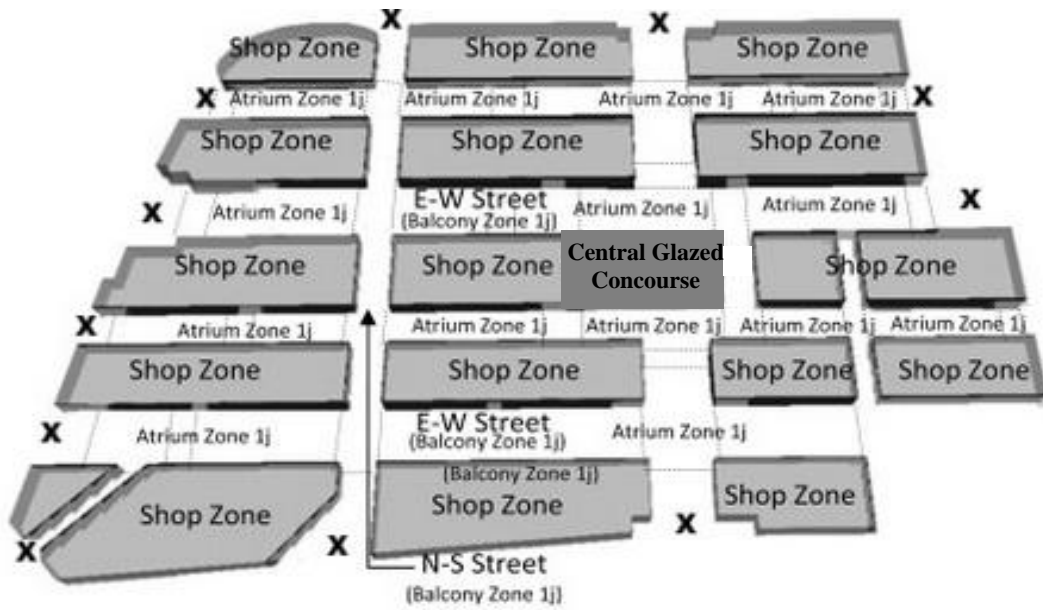 X X
Shop Zone Shop Zone Shop Zone
X Atrium Zone 1j Atrium Zone 1j Atrium Zone 1j Atrium Zone 1j X
Shop Zone Shop Zone Shop Zone
E-W Street
X Atrium Zone 1j (Balcony Zone 1j) Atrium Zone 1j Atrium Zone 1j X
Central Glazed
Concourse
Shop Zone Shop Zone Shop Zone
X Atrium Zone 1j Atrium Zone 1j Atrium Zone 1j Atrium Zone 1j Atrium Zone 1j
Shop Zone Shop Zone Shop Zone Shop Zone
E-W Street
X Atrium Zone 1j (Balcony Zone 1j) Atrium Zone 1j
(Balcony Zone 1j)
Shop Zone Shop Zone Shop Zone
X X X
N-S Street
(Balcony Zone 1j)